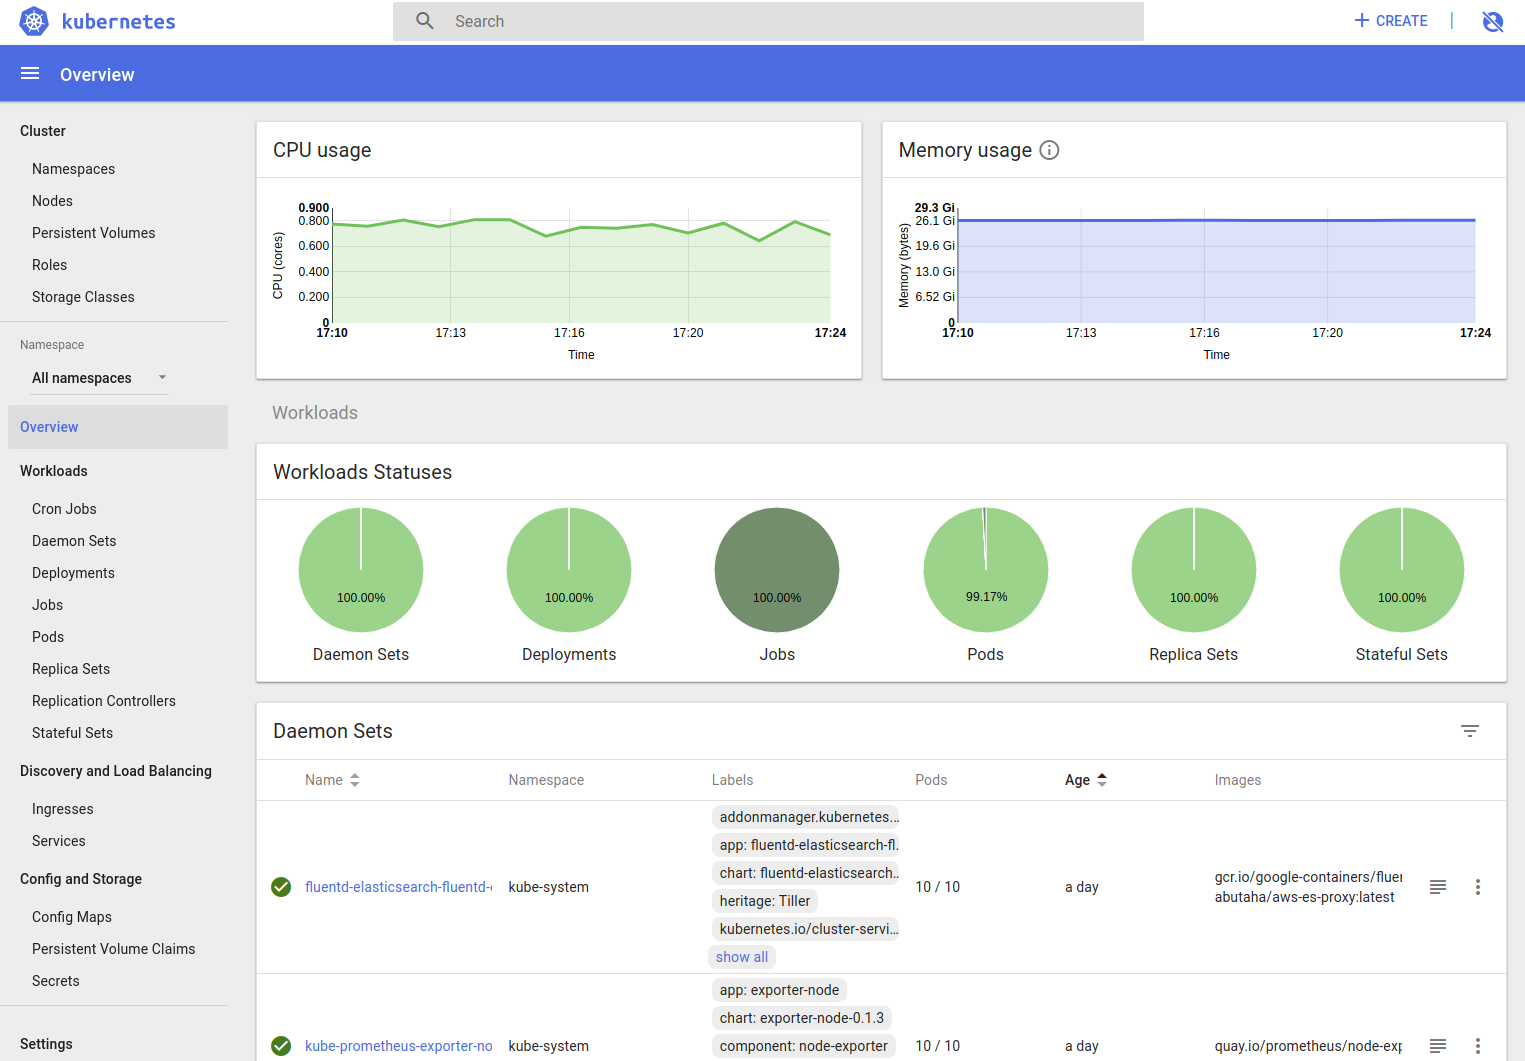 kubernetes
Search
CREATE
Overview
Cluster
Namespaces
Nodes
Persistent Volumes
Roles
Storage Classes
Namespace
All namespaces
Overview
Workloads
Cron Jobs
Daemon Sets
Deployments
Jobs
Pods
Replica Sets
Replication Controllers
Stateful Sets
Discovery and Load Balancing
Ingresses
Services
Config and Storage
Config Maps
Persistent Volume Claims
Secrets
Settings
CPU usage
CPU (cores)
0.900
0.800
0.600
0.400
0.200
0
17:10 17:13 17:16 17:20 17:24
Time
Memory usage
Memory (bytes)
29.3 Gi
26.1 Gi
19.6 Gi
13.0 Gi
6.52 Gi
0
17:10 17:13 17:16 17:20 17:24
Time
Workloads
Workloads Statuses
100.00% 100.00% 100.00% 99.17% 100.00% 100.00%
Daemon Sets Deployments Jobs Pods Replica Sets Stateful Sets
Daemon Sets
Name Namespace Labels Pods Age Images
fluentd-elasticsearch-fluentd- kube-system
addonmanager.kubernetes...
app: fluentd-elasticsearch-fl.
chart: fluentd-elasticsearch..
heritage: Tiller
kubernetes.io/cluster-servi...
show all
10 / 10 a day
gcr.io/google-containers/fluer
abutaha/aws-es-proxy:latest
kube-prometheus-exporter-no kube-system
app: exporter-node
chart: exporter-node-0.1.3
component: node-exporter
10 / 10 a day
quay.io/prometheus/node-exp